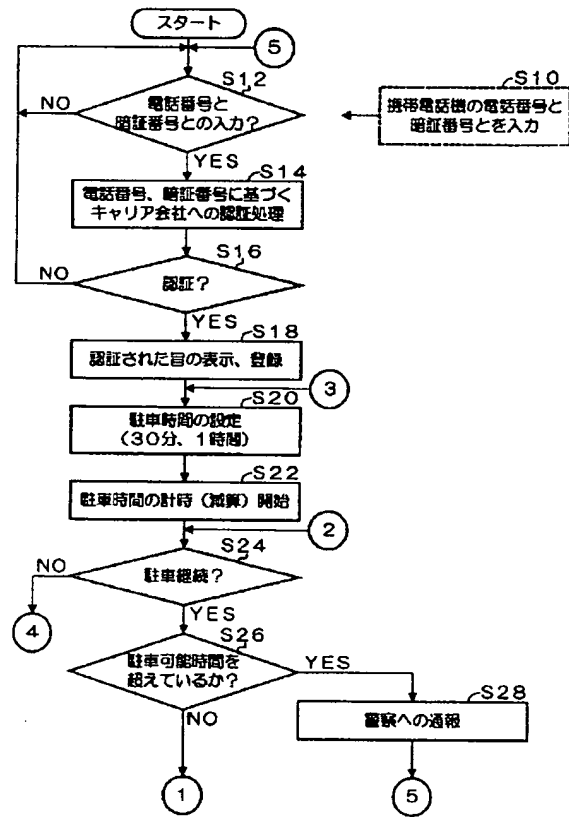 スタート
5
S12
S10
NO
電話番号と
暗証番号との入力?
携帯電話機の電話番号と
暗証番号とを入力
YES
S14
電話番号、暗証番号に基づく
キャリア会社への認証処理
S16
NO
認証?
YES
S18
認証された旨の表示、登録
3
S20
駐車時間の設定
(30分、1時間)
S22
駐車時間の計時(減算)開始
2
S24
NO
駐車継続?
4
YES
S26
駐車可能時間を
超えているか?
YES
S28
警察への通報
NO
1
5